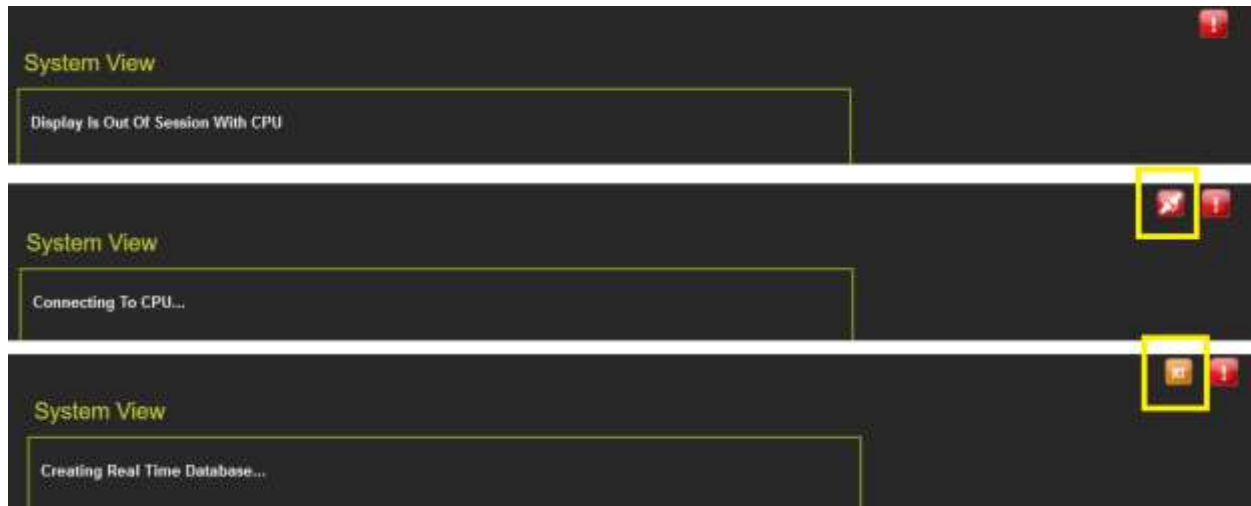 !
System View
Display Is Out Of Session With CPU
!
System View
Connecting To CPU...
RT !
System View
Creating Real Time Database...